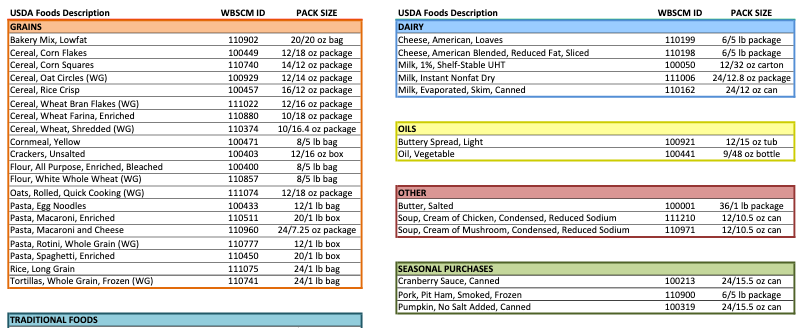 USDA Foods Description WBSCM ID PACK SIZE
GRAINS
Bakery Mix, Lowfat 110902 20/20 oz bag
Cereal, Corn Flakes 100449 12/18 oz package
Cereal, Corn Squares 110740 14/12 oz package
Cereal, Oat Circles (WG) 100929 12/14 oz package
Cereal, Rice Crisp 100457 16/12 oz package
Cereal, Wheat Bran Flakes (WG) 111022 12/16 oz package
Cereal, Wheat Farina, Enriched 110880 10/18 oz package
Cereal, Wheat, Shredded (WG) 110374 10/16.4 oz package
Cornmeal, Yellow 100471 8/5 lb bag
Crackers, Unsalted 100403 12/16 oz box
Flour, All Purpose, Enriched, Bleached 100400 8/5 lb bag
Flour, White Whole Wheat (WG) 110857 8/5 lb bag
Oats, Rolled, Quick Cooking (WG) 111074 12/18 oz package
Pasta, Egg Noodles 100433 12/1 lb bag
Pasta, Macaroni, Enriched 110511 20/1 lb box
Pasta, Macaroni and Cheese 110960 24/7.25 oz package
Pasta, Rotini, Whole Grain (WG) 110777 12/1 lb box
Pasta, Spaghetti, Enriched 110450 20/1 lb box
Rice, Long Grain 111075 24/1 lb bag
Tortillas, Whole Grain, Frozen (WG) 110741 24/1 lb bag
TRADITIONAL FOODS
USDA Foods Description WBSCM ID PACK SIZE
DAIRY
Cheese, American, Loaves 110199 6/5 lb package
Cheese, American Blended, Reduced Fat, Sliced 110198 6/5 lb package
Milk, 1%, Shelf-Stable UHT 100050 12/32 oz carton
Milk, Instant Nonfat Dry 111006 24/12.8 oz package
Milk, Evaporated, Skim, Canned 110162 24/12 oz can
OILS
Buttery Spread, Light 100921 12/15 oz tub
Oil, Vegetable 100441 9/48 oz bottle
OTHER
Butter, Salted 100001 36/1 lb package
Soup, Cream of Chicken, Condensed, Reduced Sodium 111210 12/10.5 oz can
Soup, Cream of Mushroom, Condensed, Reduced Sodium 110971 12/10.5 oz can
SEASONAL PURCHASES
Cranberry Sauce, Canned 100213 24/15.5 oz can
Pork, Pit Ham, Smoked, Frozen 110900 6/5 lb package
Pumpkin, No Salt Added, Canned 100319 24/15.5 oz can